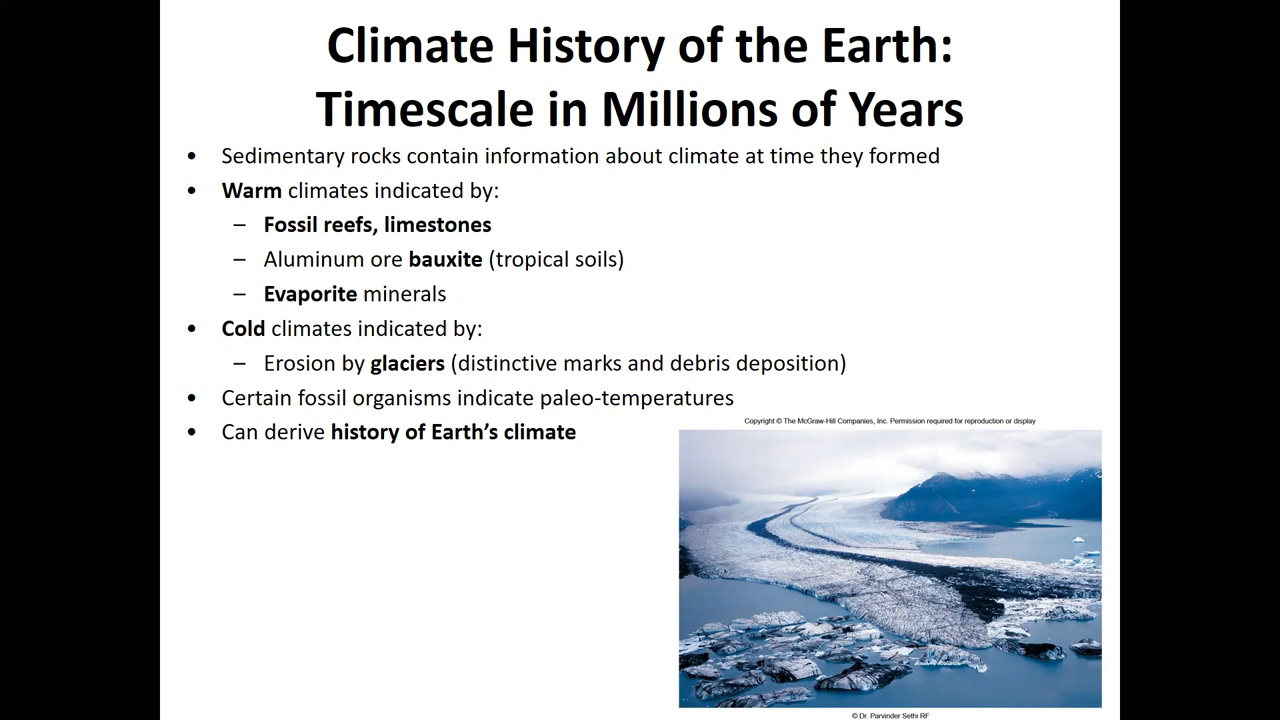 Climate History of the Earth:
Timescale in Millions of Years
• Sedimentary rocks contain information about climate at time they formed
• Warm climates indicated by:
– Fossil reefs, limestones
– Aluminum ore bauxite (tropical soils)
– Evaporite minerals
• Cold climates indicated by:
– Erosion by glaciers (distinctive marks and debris deposition)
• Certain fossil organisms indicate paleo-temperatures
• Can derive history of Earth's climate
Copyright © The McGraw-Hill Companies, Inc. Permission required for reproduction or display
© Dr. Parvinder Sethi RF